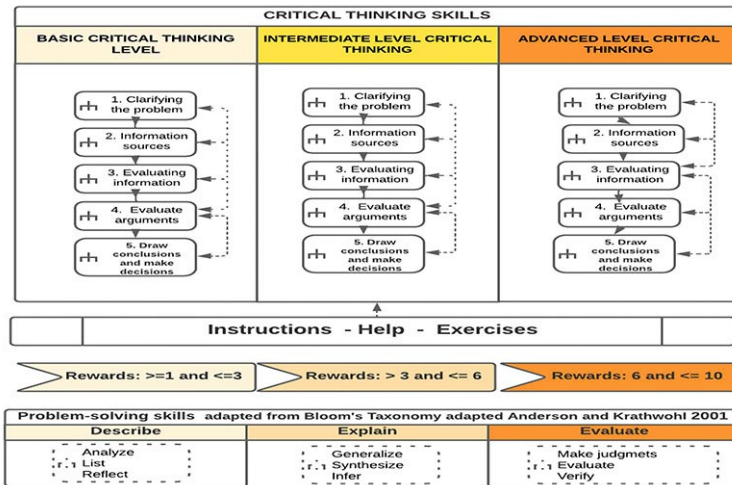 CRITICAL THINKING SKILLS
BASIC CRITICAL THINKING
LEVEL
INTERMEDIATE LEVEL CRITICAL
THINKING
ADVANCED LEVEL CRITICAL
THINKING
1. Clarifying
the problem
2. Information
sources
3. Evaluating
information
4. Evaluate
arguments
5. Draw
conclusions
and make
decisions
1. Clarifying
the problem
2. Information
sources
3. Evaluating
information
4. Evaluate
arguments
5. Draw
conclusions
and make
decisions
1. Clarifying
the problem
2. Information
sources
3. Evaluating
information
4. Evaluate
arguments
5. Draw
conclusions
and make
decisions
Instructions - Help - Exercises
Rewards: >=1 and <=3
Rewards: > 3 and <= 6
Rewards: 6 and <= 10
Problem-solving skills adapted from Bloom's Taxonomy adapted Anderson and Krathwohl 2001
Describe
Explain
Evaluate
Analyze
List
Reflect
Generalize
Synthesize
Infer
Make judgmets
Evaluate
Verify